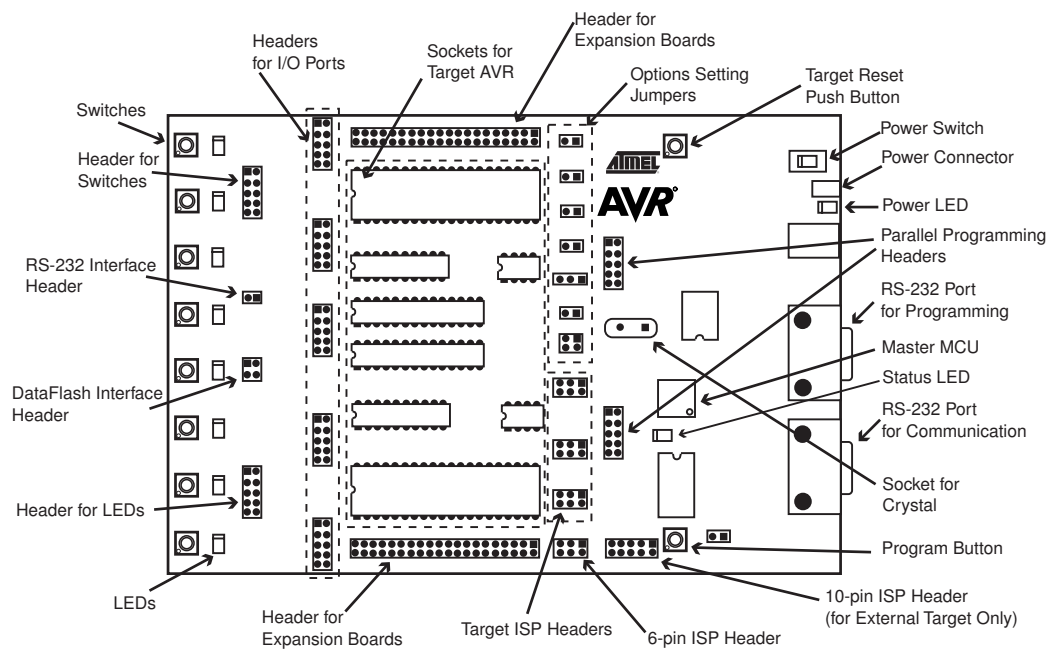 Header for
Expansion Boards
Headers
for I/O Ports
Sockets for
Target AVR
Options Setting
Jumpers
Target Reset
Push Button
Switches
Header for
Switches
Power Switch
Power Connector
Power LED
ATMEL
AVR®
Parallel Programming
Headers
RS-232 Interface
Header
RS-232 Port
for Programming
Master MCU
Status LED
DataFlash Interface
Header
RS-232 Port
for Communication
Socket for
Crystal
Header for LEDs
Program Button
LEDs
Header for
Expansion Boards
Target ISP Headers
6-pin ISP Header
10-pin ISP Header
(for External Target Only)